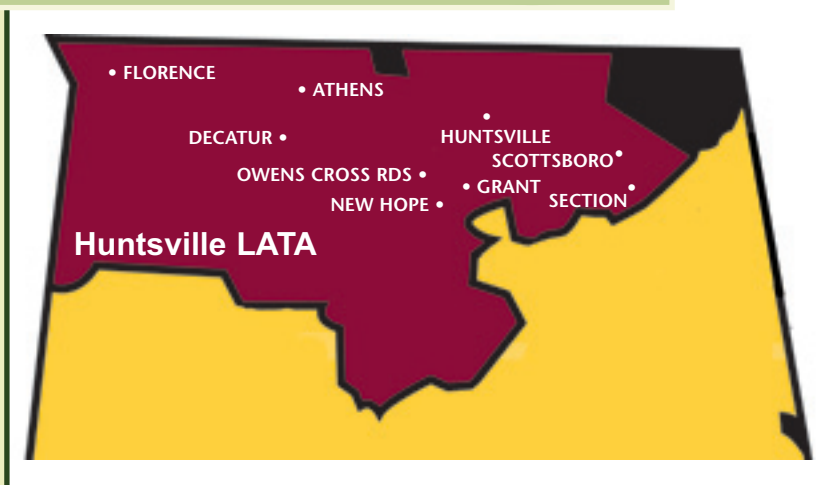 • FLORENCE
• ATHENS
DECATUR •
HUNTSVILLE
SCOTTSBORO•
OWENS CROSS RDS •
• GRANT
SECTION•
NEW HOPE •
Huntsville LATA